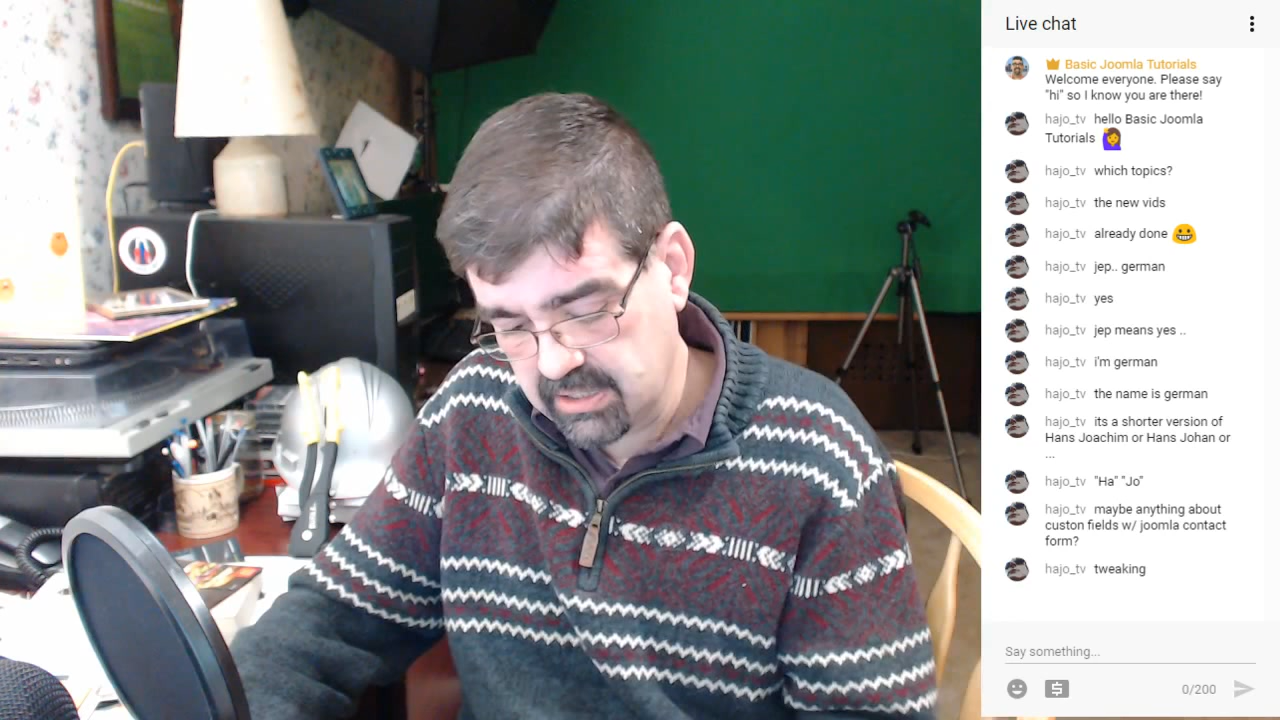 Live chat
Basic Joomla Tutorials
Welcome everyone. Please say
"hi" so I know you are there!
hajo_tv hello Basic Joomla
Tutorials
hajo_tv which topics?
hajo_tv the new vids
hajo_tv already done
hajo_tv jep.. german
hajo_tv yes
hajo_tv jep means yes ..
hajo_tv i'm german
hajo_tv the name is german
hajo_tv its a shorter version of
Hans Joachim or Hans Johan or
...
hajo_tv "Ha" "Jo"
hajo_tv maybe anything about
custon fields w/ joomla contact
form?
hajo_tv tweaking
Say something...
0/200